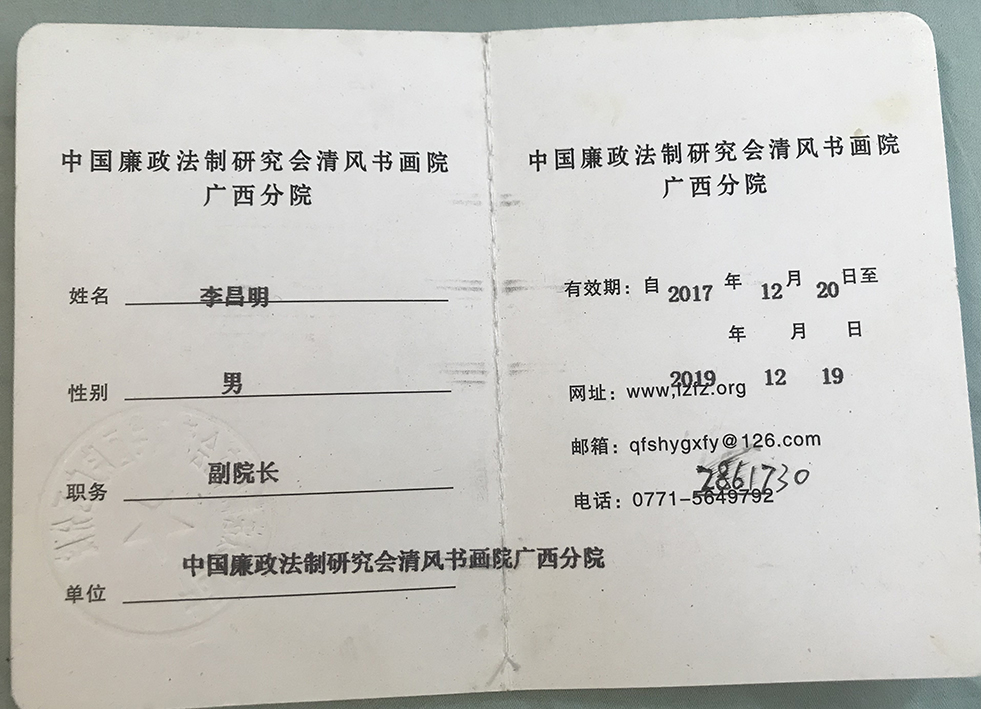 中国廉政法制研究会清风书画院
广西分院
姓名 李昌明
性别 男
职务 副院长
单位 中国廉政法制研究会清风书画院广西分院
中国廉政法制研究会清风书画院
广西分院
有效期：自 2017 年 12 月 20 日至
年 月 日
2019 12 19
网址：www.lzfz.org
邮箱：qfshygxfy@126.com
2861730
电话：0771-5649792